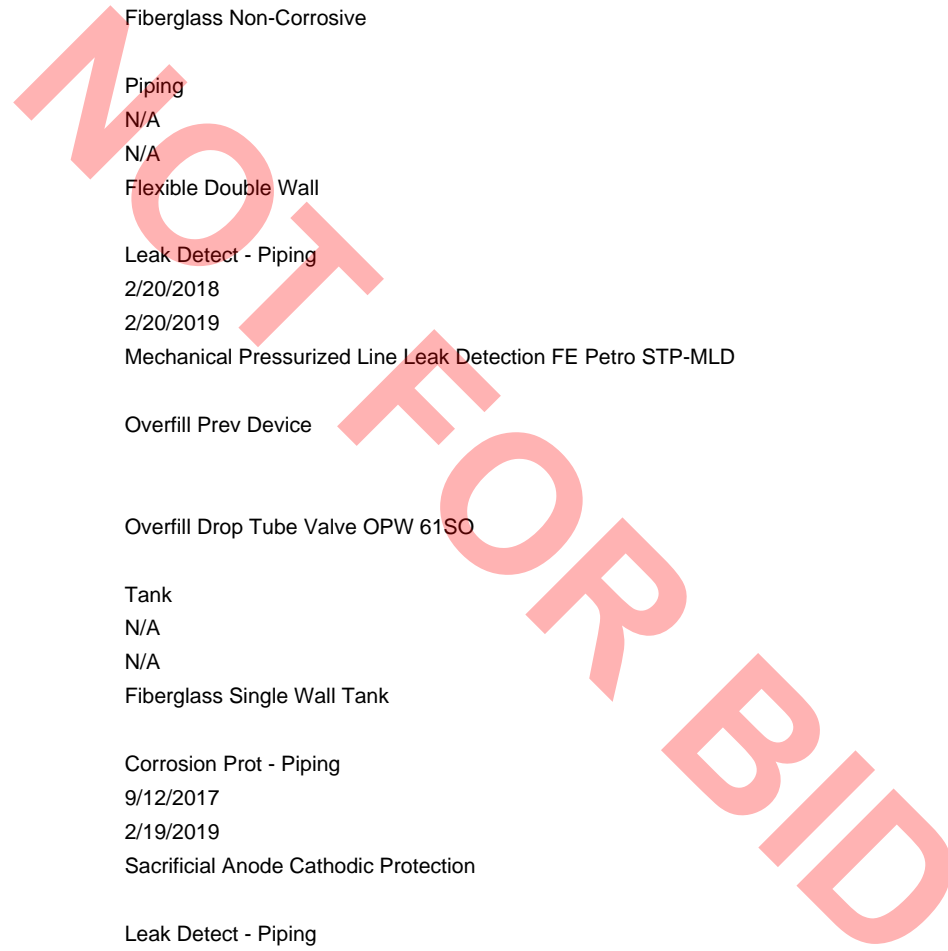 Fiberglass Non-Corrosive
Piping
N/A
N/A
Flexible Double Wall
Leak Detect - Piping
2/20/2018
2/20/2019
Mechanical Pressurized Line Leak Detection FE Petro STP-MLD
Overfill Prev Device
Overfill Drop Tube Valve OPW 61SO
Tank
N/A
N/A
Fiberglass Single Wall Tank
Corrosion Prot - Piping
9/12/2017
2/19/2019
Sacrificial Anode Cathodic Protection
Leak Detect - Piping
NOT FOR BID